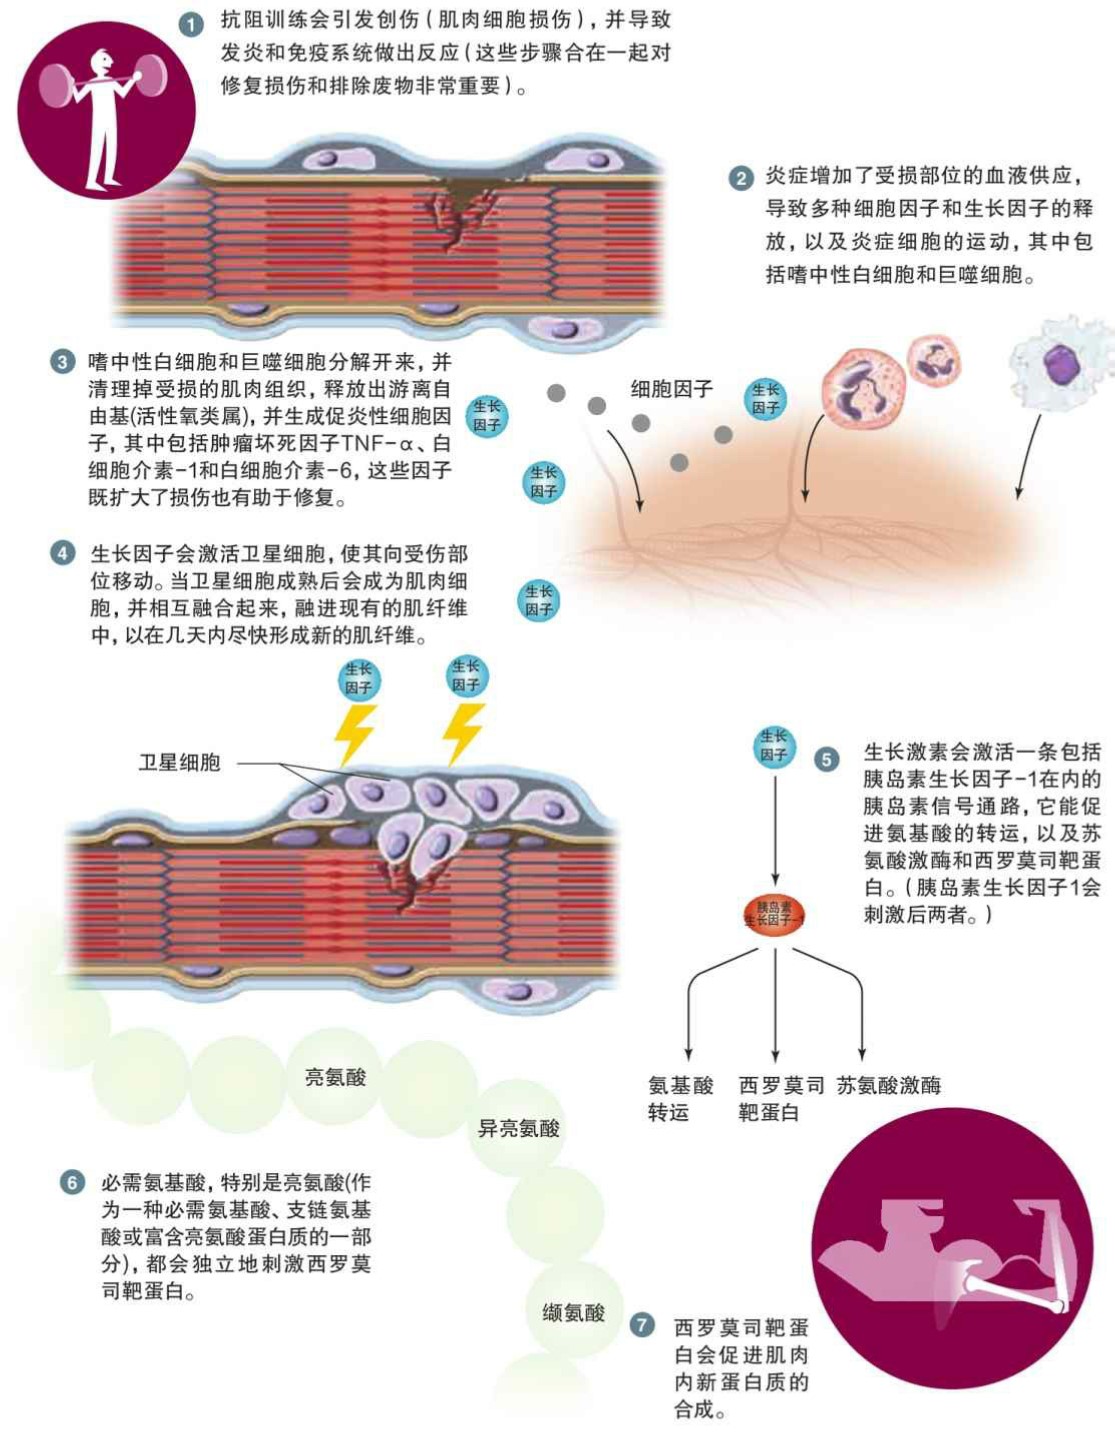 1
抗阻训练会引发创伤(肌肉细胞损伤),并导致
发炎和免疫系统做出反应(这些步骤合在一起对
修复损伤和排除废物非常重要)。
2
炎症增加了受损部位的血液供应,
导致多种细胞因子和生长因子的释
放,以及炎症细胞的运动,其中包
括嗜中性白细胞和巨噬细胞。
3
嗜中性白细胞和巨噬细胞分解开来,并
清理掉受损的肌肉组织,释放出游离自
由基(活性氧类属),并生成促炎性细胞因
子,其中包括肿瘤坏死因子TNF-α、白
细胞介素-1和白细胞介素-6,这些因子
既扩大了损伤也有助于修复。
生长
因子
细胞因子
生长
因子
生长
因子
4
生长因子会激活卫星细胞,使其向受伤部
位移动。当卫星细胞成熟后会成为肌肉细
胞,并相互融合起来,融进现有的肌纤维
中,以在几天内尽快形成新的肌纤维。
生长
因子
生长
因子
生长
因子
卫星细胞
生长
因子
5
生长激素会激活一条包括
胰岛素生长因子-1在内的
胰岛素信号通路,它能促
进氨基酸的转运,以及苏
氨酸激酶和西罗莫司靶蛋
白。(胰岛素生长因子1会
刺激后两者。)
胰岛素
生长因子-1
氨基酸
转运
西罗莫司
靶蛋白
苏氨酸激酶
亮氨酸
异亮氨酸
缬氨酸
6
必需氨基酸,特别是亮氨酸(作
为一种必需氨基酸、支链氨基
酸或富含亮氨酸蛋白质的一部
分),都会独立地刺激西罗莫
司靶蛋白。
7
西罗莫司靶蛋
白会促进肌肉
内新蛋白质的
合成。